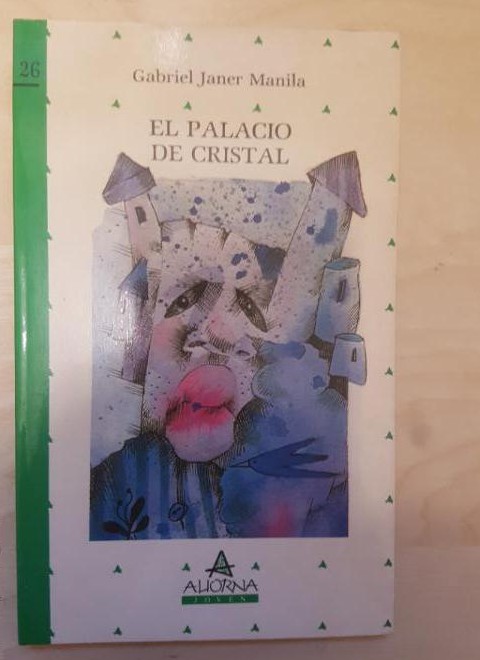 26
Gabriel Janer Manila
EL PALACIO
DE CRISTAL
ALIORNA
JOVEN